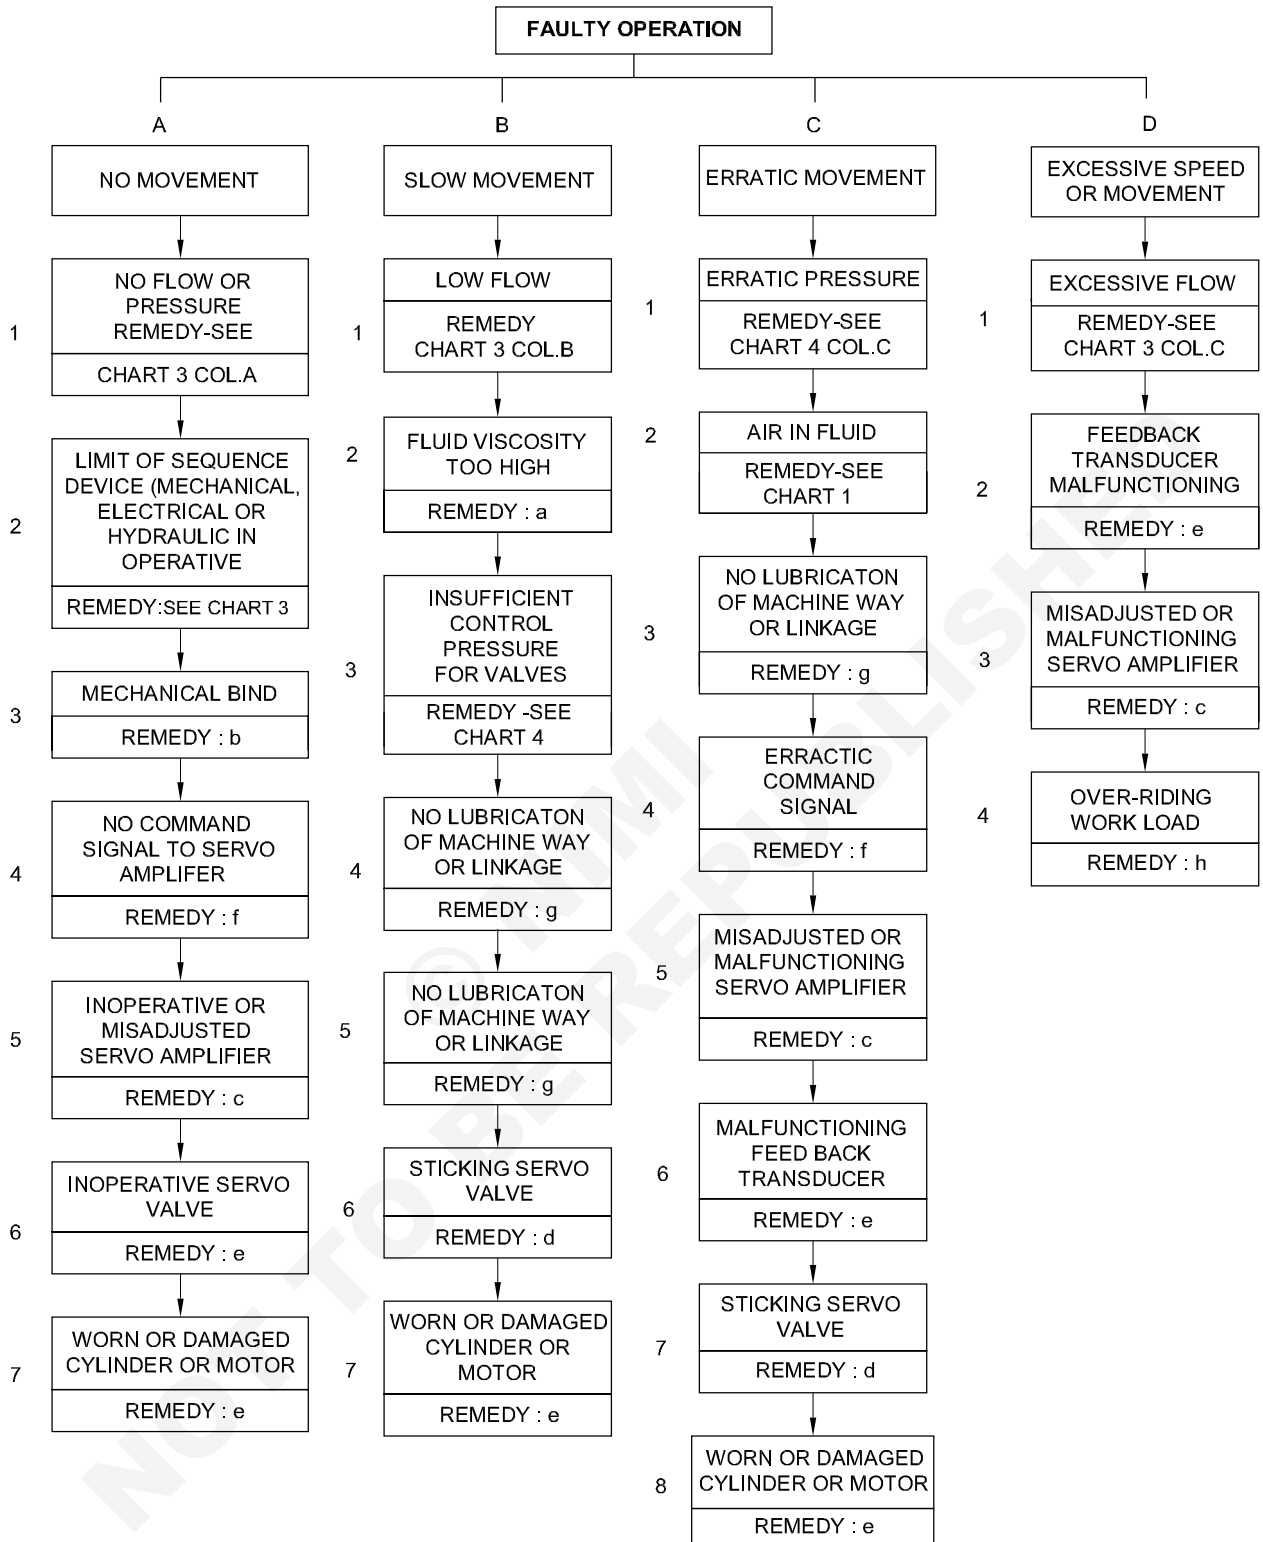 FAULTY OPERATION
A
NO MOVEMENT
1
NO FLOW OR
PRESSURE
REMEDY-SEE
CHART 3 COL.A
2
LIMIT OF SEQUENCE
DEVICE (MECHANICAL,
ELECTRICAL OR
HYDRAULIC IN
OPERATIVE
REMEDY:SEE CHART 3
3
MECHANICAL BIND
REMEDY : b
4
NO COMMAND
SIGNAL TO SERVO
AMPLIFER
REMEDY : f
5
INOPERATIVE OR
MISADJUSTED
SERVO AMPLIFIER
REMEDY : c
6
INOPERATIVE SERVO
VALVE
REMEDY : e
7
WORN OR DAMAGED
CYLINDER OR MOTOR
REMEDY : e
B
SLOW MOVEMENT
1
LOW FLOW
REMEDY
CHART 3 COL.B
2
FLUID VISCOSITY
TOO HIGH
REMEDY : a
3
INSUFFICIENT
CONTROL
PRESSURE
FOR VALVES
REMEDY -SEE
CHART 4
4
NO LUBRICATON
OF MACHINE WAY
OR LINKAGE
REMEDY : g
5
NO LUBRICATON
OF MACHINE WAY
OR LINKAGE
REMEDY : g
6
STICKING SERVO
VALVE
REMEDY : d
7
WORN OR DAMAGED
CYLINDER OR
MOTOR
REMEDY : e
C
ERRATIC MOVEMENT
1
ERRATIC PRESSURE
REMEDY-SEE
CHART 4 COL.C
2
AIR IN FLUID
REMEDY-SEE
CHART 1
3
NO LUBRICATON
OF MACHINE WAY
OR LINKAGE
REMEDY : g
4
ERRACTIC
COMMAND
SIGNAL
REMEDY : f
5
MISADJUSTED OR
MALFUNCTIONING
SERVO AMPLIFIER
REMEDY : c
6
MALFUNCTIONING
FEED BACK
TRANSDUCER
REMEDY : e
7
STICKING SERVO
VALVE
REMEDY : d
8
WORN OR DAMAGED
CYLINDER OR MOTOR
REMEDY : e
D
EXCESSIVE SPEED
OR MOVEMENT
1
EXCESSIVE FLOW
REMEDY-SEE
CHART 3 COL.C
2
FEEDBACK
TRANSDUCER
MALFUNCTIONING
REMEDY : e
3
MISADJUSTED OR
MALFUNCTIONING
SERVO AMPLIFIER
REMEDY : c
4
OVER-RIDING
WORK LOAD
REMEDY : h
© NIMI
NOT TO BE REPUBLISHED